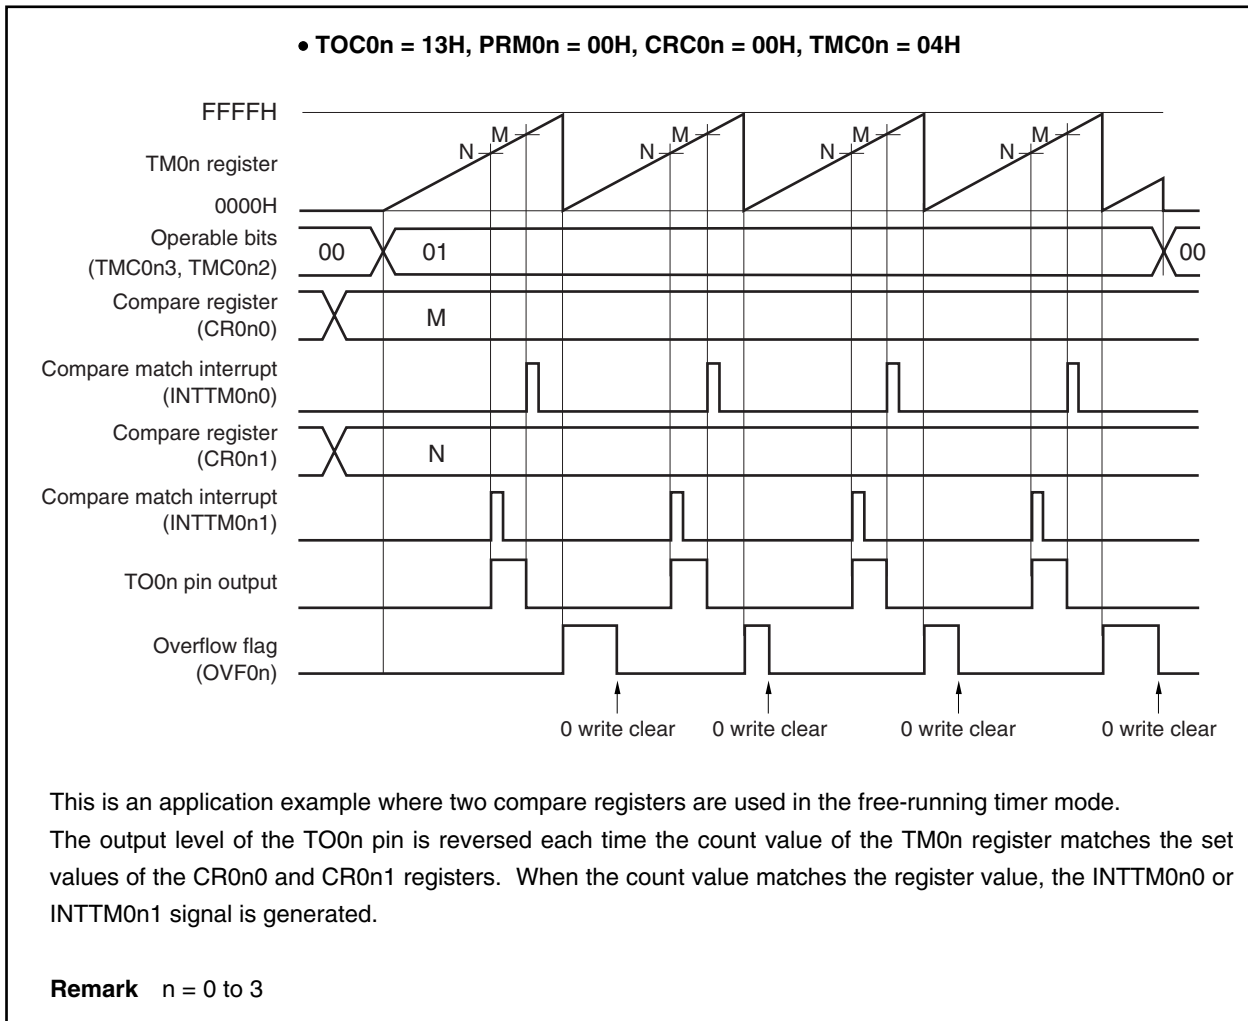 • TOC0n = 13H, PRM0n = 00H, CRC0n = 00H, TMC0n = 04H
FFFFH
TM0n register
0000H
M M M M
N N N N
Operable bits
(TMC0n3, TMC0n2)
00 01 00
Compare register
(CR0n0)
M
Compare match interrupt
(INTTM0n0)
Compare register
(CR0n1)
N
Compare match interrupt
(INTTM0n1)
TO0n pin output
Overflow flag
(OVF0n)
0 write clear 0 write clear 0 write clear 0 write clear
This is an application example where two compare registers are used in the free-running timer mode.
The output level of the TO0n pin is reversed each time the count value of the TM0n register matches the set
values of the CR0n0 and CR0n1 registers. When the count value matches the register value, the INTTM0n0 or
INTTM0n1 signal is generated.
Remark n = 0 to 3